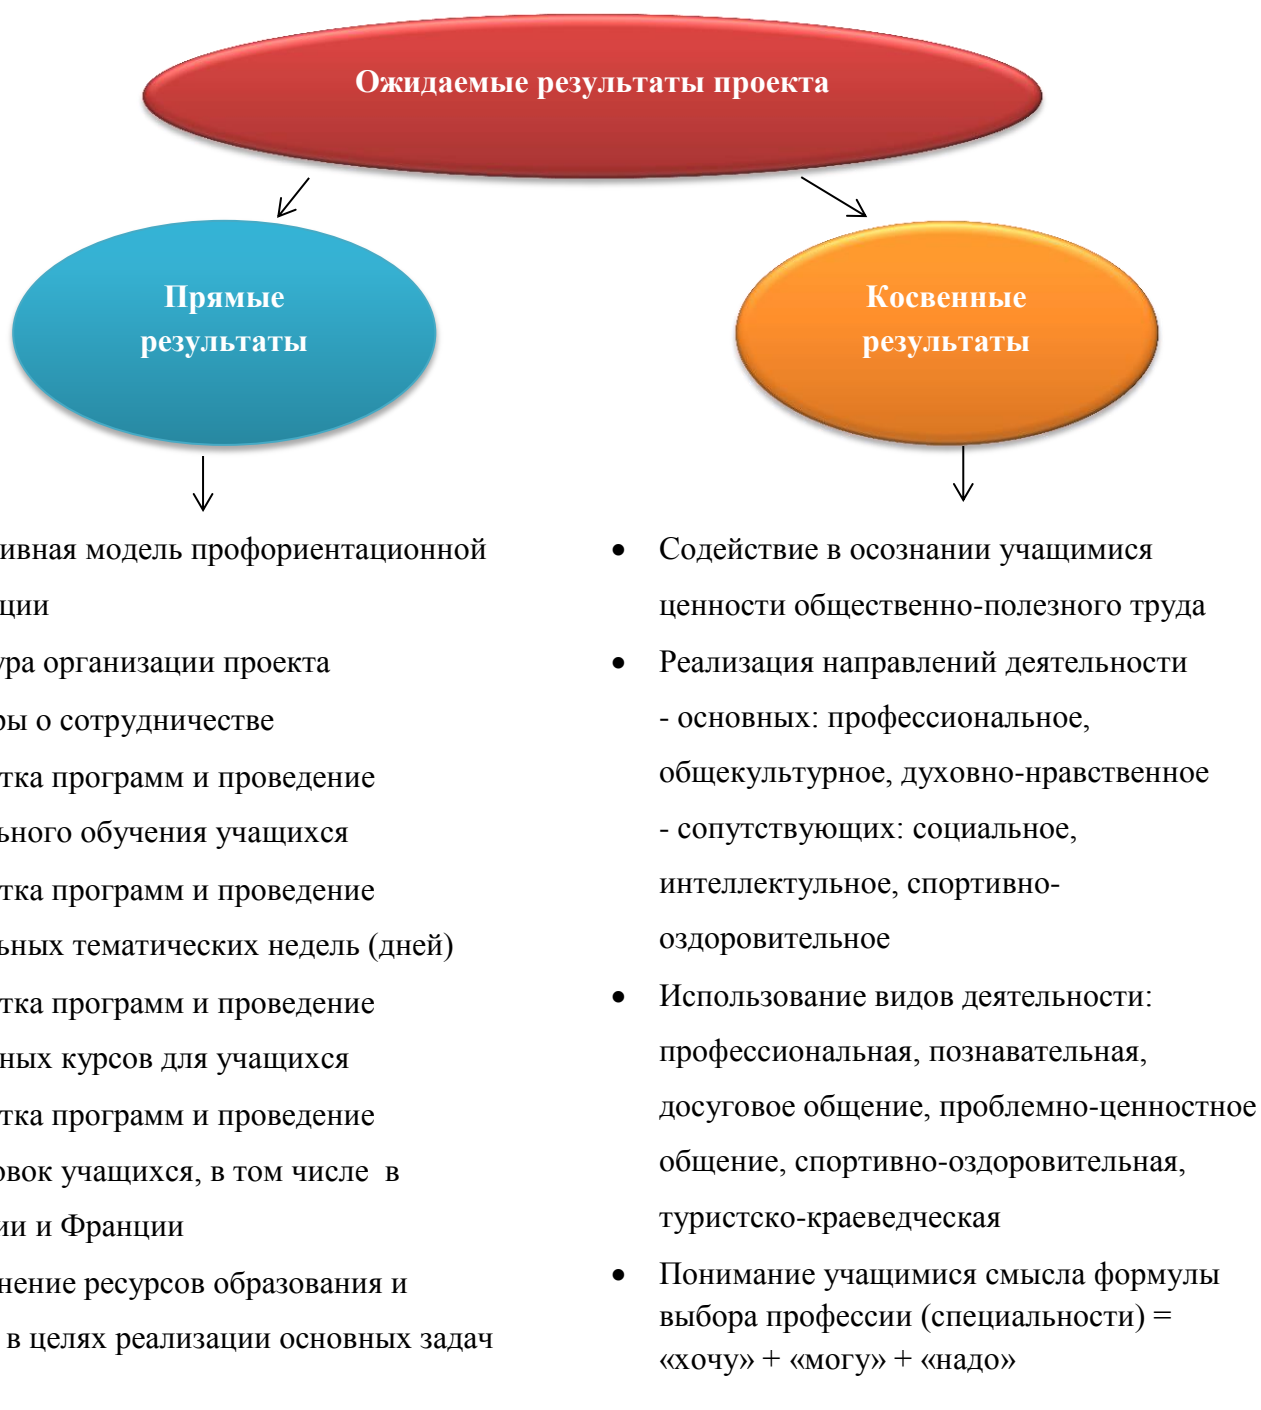 Ожидаемые результаты проекта
Прямые
результаты
Косвенные
результаты
ивная модель профориентационной
ции
ура организации проекта
ры о сотрудничестве
тка программ и проведение
ьного обучения учащихся
тка программ и проведение
ьных тематических недель (дней)
тка программ и проведение
ных курсов для учащихся
тка программ и проведение
овок учащихся, в том числе в
ии и Франции
нение ресурсов образования и
в целях реализации основных задач
• Содействие в осознании учащимися
ценности общественно-полезного труда
• Реализация направлений деятельности
- основных: профессиональное,
общекультурное, духовно-нравственное
- сопутствующих: социальное,
интеллектульное, спортивно-
оздоровительное
• Использование видов деятельности:
профессиональная, познавательная,
досуговое общение, проблемно-ценностное
общение, спортивно-оздоровительная,
туристско-краеведческая
• Понимание учащимися смысла формулы
выбора профессии (специальности) =
«хочу» + «могу» + «надо»